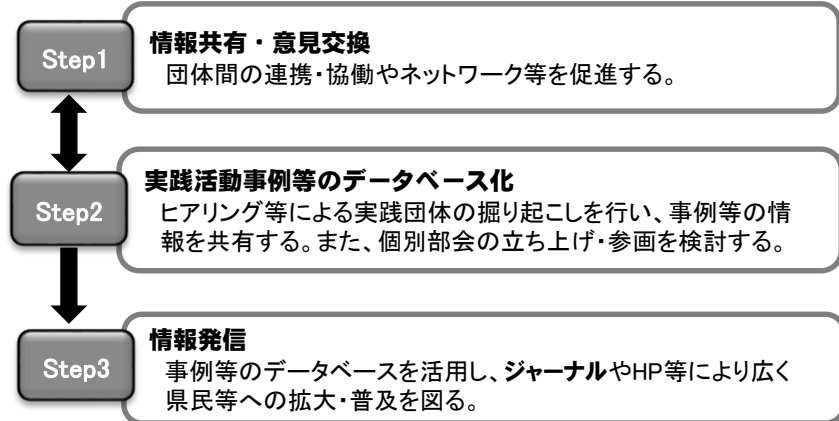 Step1
情報共有・意見交換
団体間の連携・協働やネットワーク等を促進する。
Step2
実践活動事例等のデータベース化
ヒアリング等による実践団体の掘り起こしを行い、事例等の情
報を共有する。また、個別部会の立ち上げ・参画を検討する。
Step3
情報発信
事例等のデータベースを活用し、ジャーナルやHP等により広く
県民等への拡大・普及を図る。